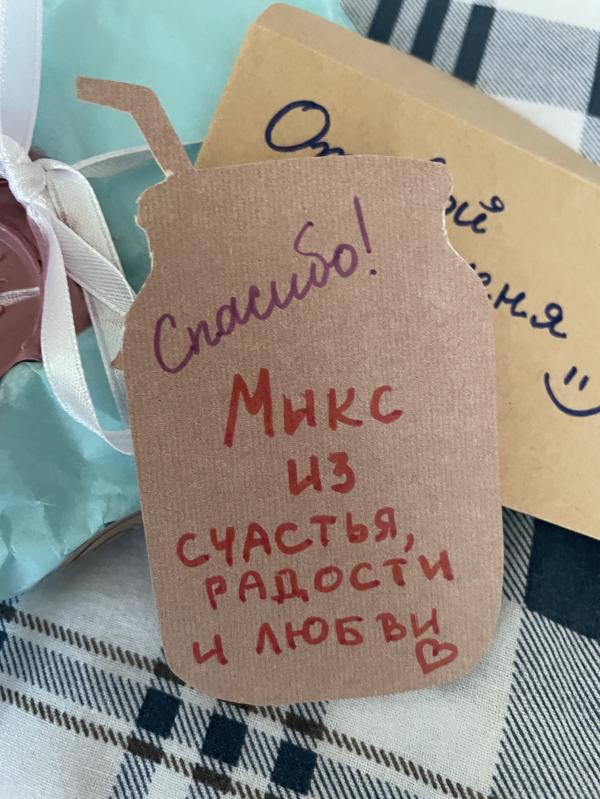 Спасибо!
Микс
из
счастья,
радости
и любви